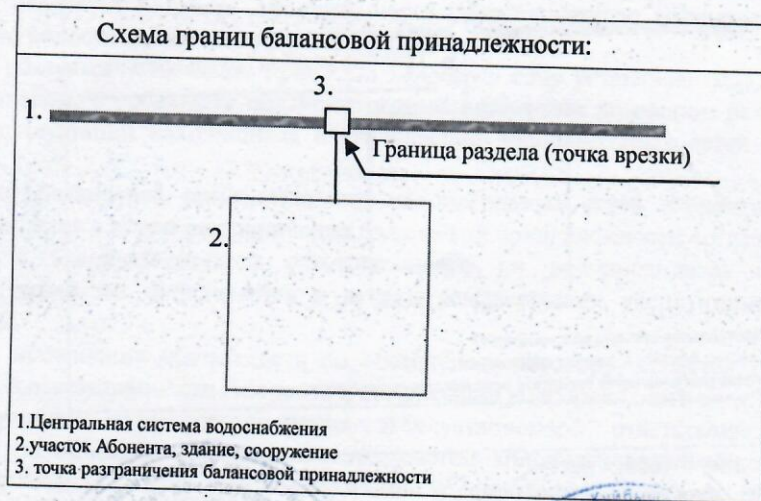 Схема границ балансовой принадлежности:
3.
1.
Граница раздела (точка врезки)
2.
1.Центральная система водоснабжения
2.участок Абонента, здание, сооружение
3. точка разграничения балансовой принадлежности